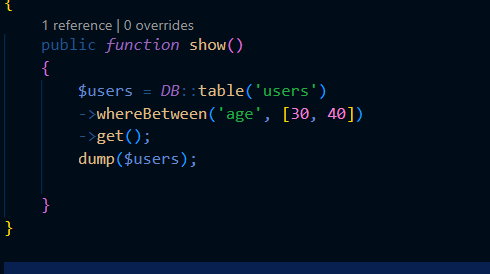 {
1 reference | 0 overrides
public function show()
{
$users = DB::table('users')
->whereBetween('age', [30, 40])
->get();
dump($users);
}
}